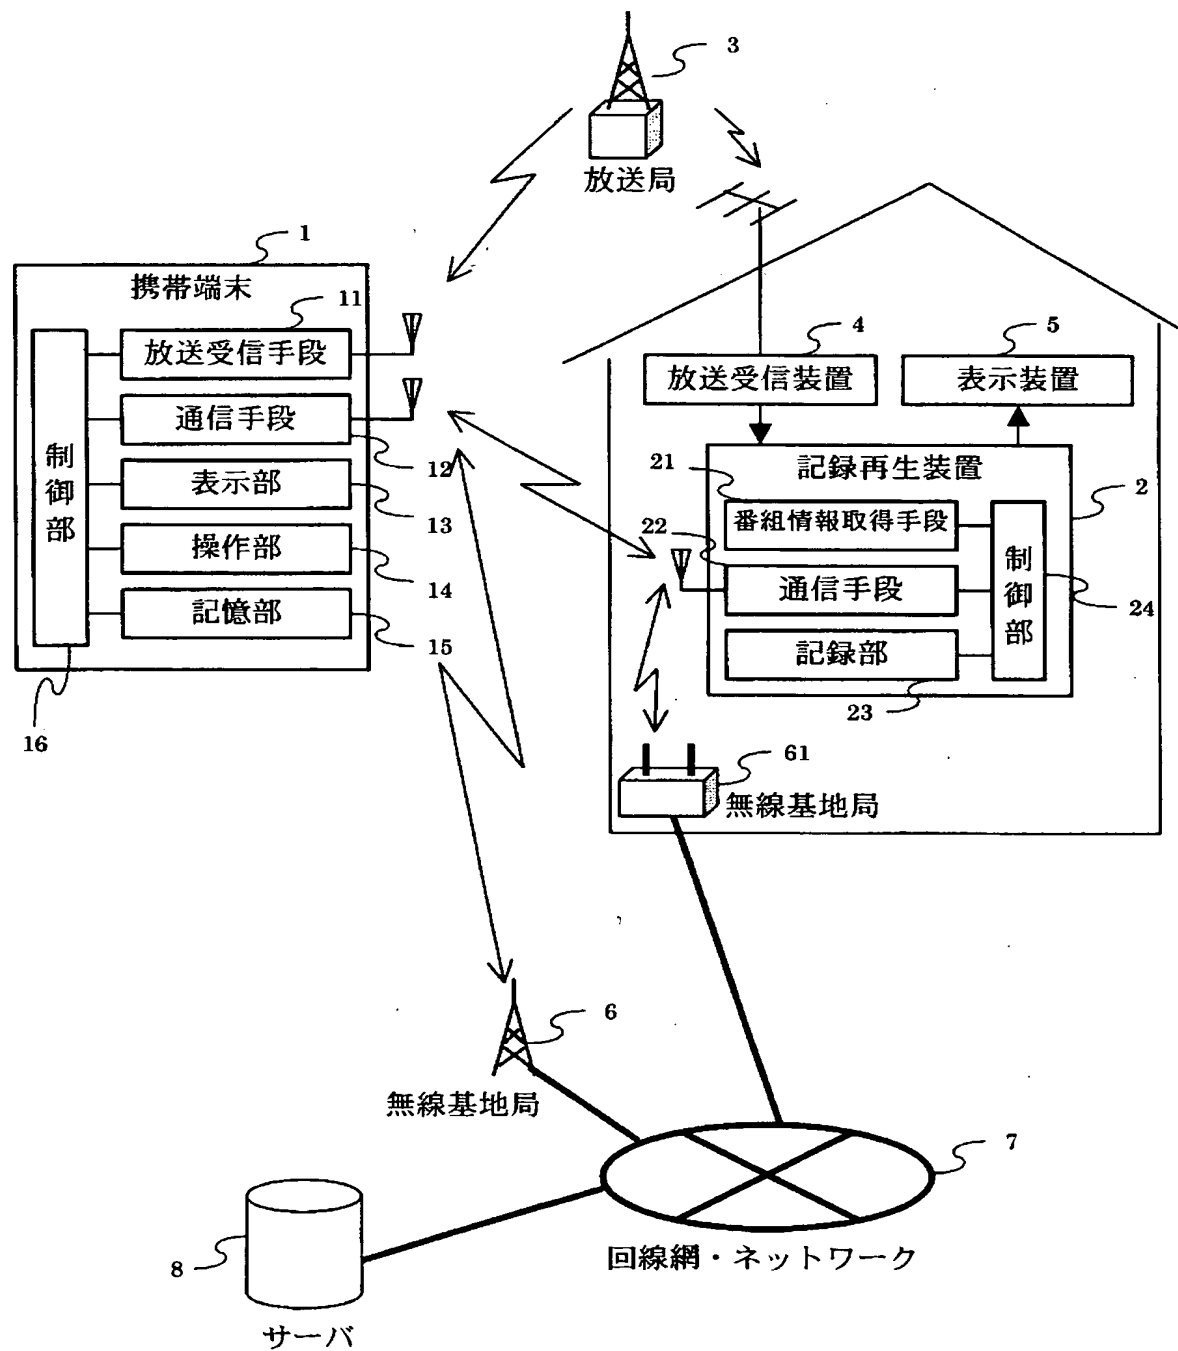 3
放送局
1
携帯端末
11
放送受信手段
通信手段
12
表示部
13
操作部
14
記憶部
15
制御部
16
4
放送受信装置
5
表示装置
記録再生装置
2
21
番組情報取得手段
22
通信手段
記録部
23
制御部
24
61
無線基地局
6
無線基地局
7
回線網・ネットワーク
8
サーバ